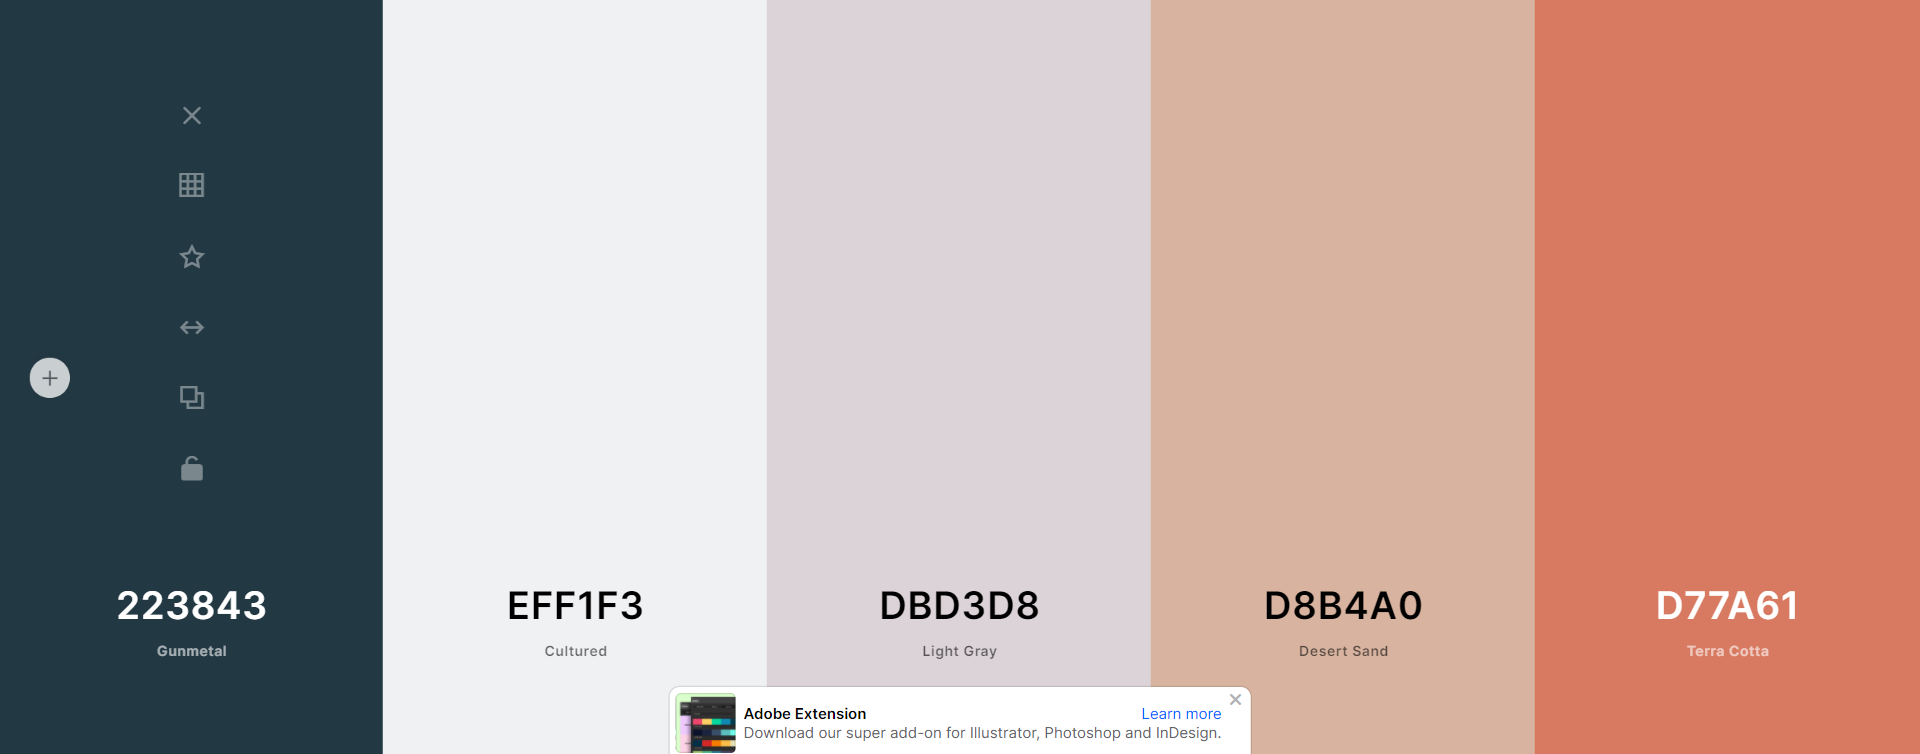 223843
Gunmetal
EFF1F3
Cultured
DBD3D8
Light Gray
D8B4A0
Desert Sand
D77A61
Terra Cotta
Adobe Extension
Learn more
Download our super add-on for Illustrator, Photoshop and InDesign.